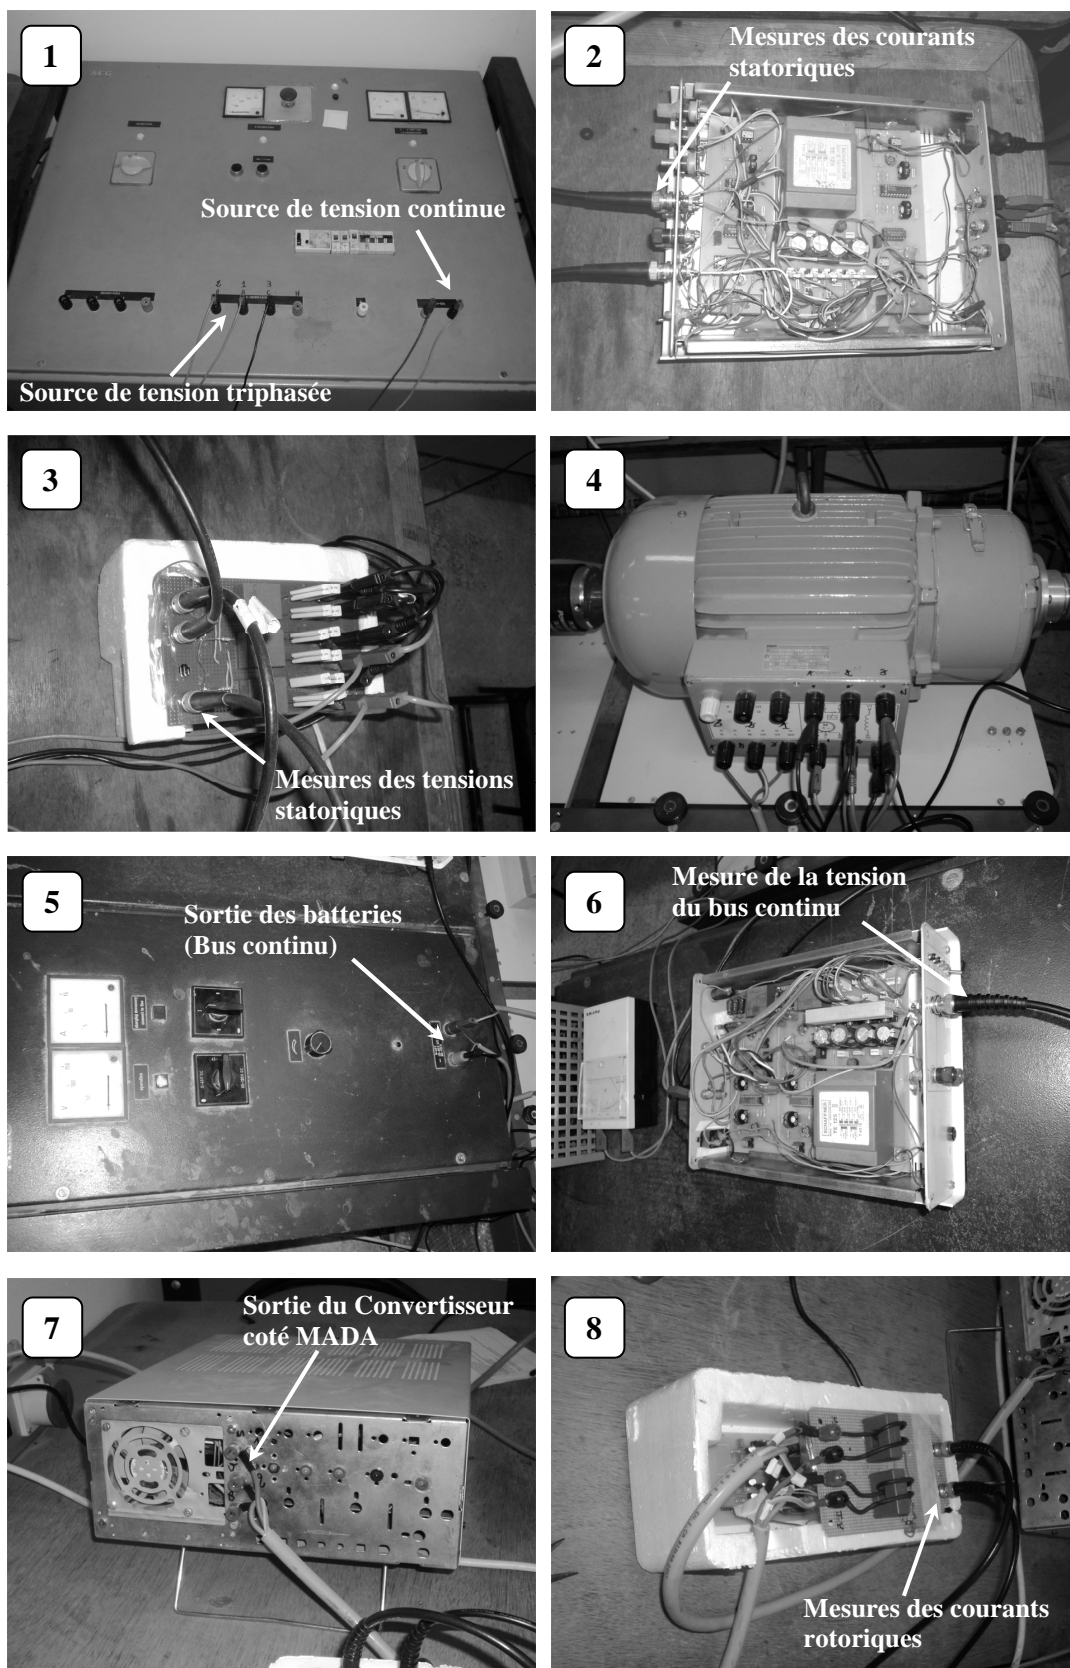 1
Source de tension continue
Source de tension triphasée
2
Mesures des courants
statoriques
3
Mesures des tensions
statoriques
4
5
Sortie des batteries
(Bus continu)
6
Mesure de la tension
du bus continu
7
Sortie du Convertisseur
coté MADA
8
Mesures des courants
rotoriques